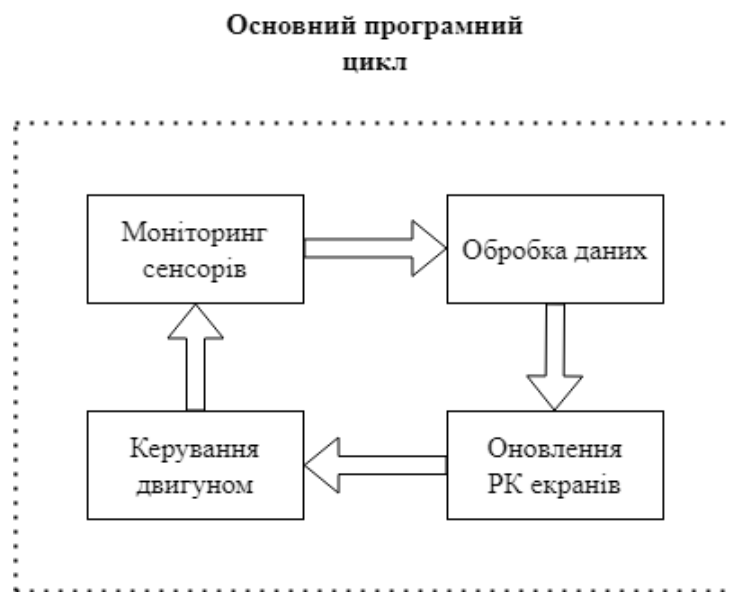 Основний програмний
цикл
Моніторинг
сенсорів
Обробка даних
Керування
двигуном
Оновлення
РК екранів